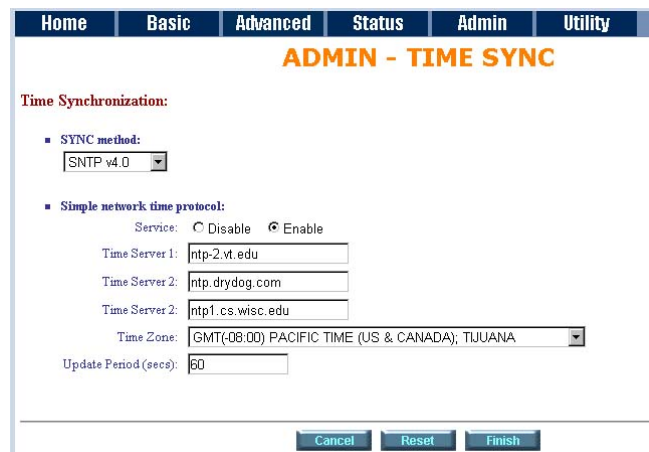 Home Basic Advanced Status Admin Utility
ADMIN - TIME SYNC
Time Synchronization:
SYNC method:
SNTP v4.0
Simple network time protocol:
Service: Disable Enable
Time Server 1: ntp-2.vt.edu
Time Server 2: ntp.drydog.com
Time Server 2: ntp1.cs.wisc.edu
Time Zone: GMT(-08:00) PACIFIC TIME (US & CANADA); TIJUANA
Update Period (secs): 60
Cancel Reset Finish